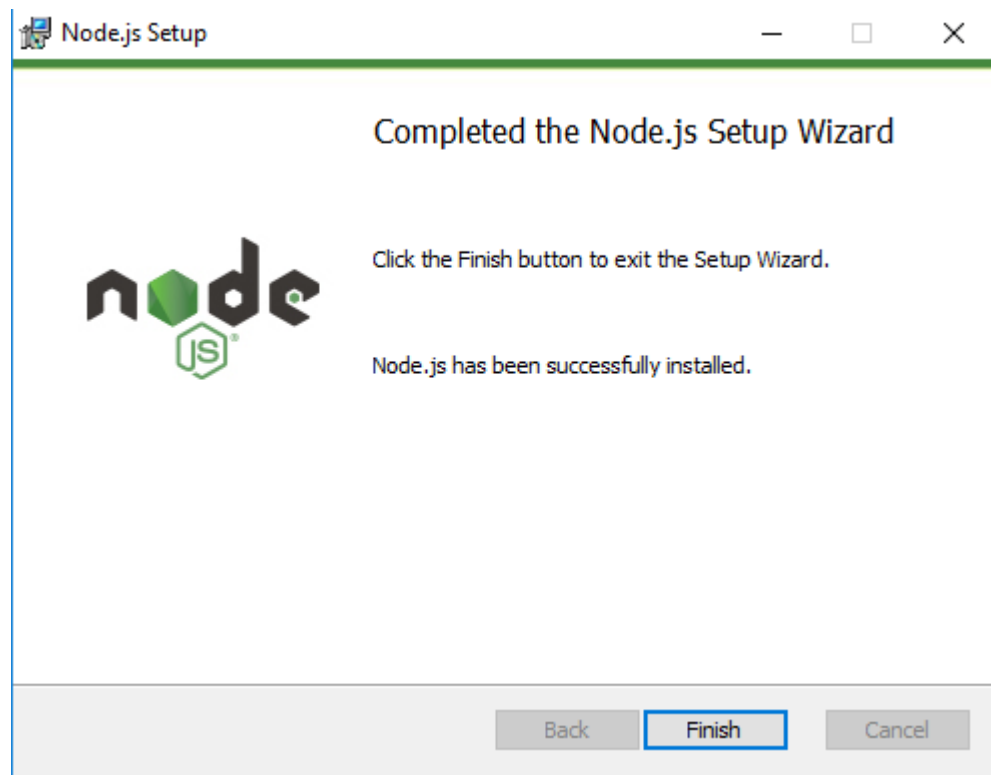 Node.js Setup
Completed the Node.js Setup Wizard
Click the Finish button to exit the Setup Wizard.
node
JS®
Node.js has been successfully installed.
Back Finish Cancel